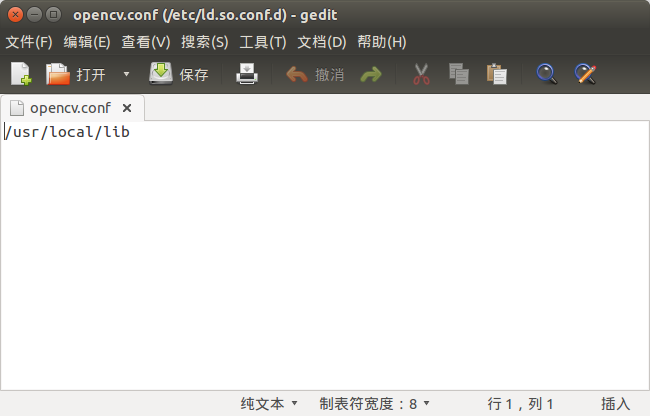 opencv.conf (/etc/ld.so.conf.d) - gedit
文件(F) 编辑(E) 查看(V) 搜索(S) 工具(T) 文档(D) 帮助(H)
打开 保存 撤消
opencv.conf
/usr/local/lib
纯文本 制表符宽度：8 行 1，列 1 插入